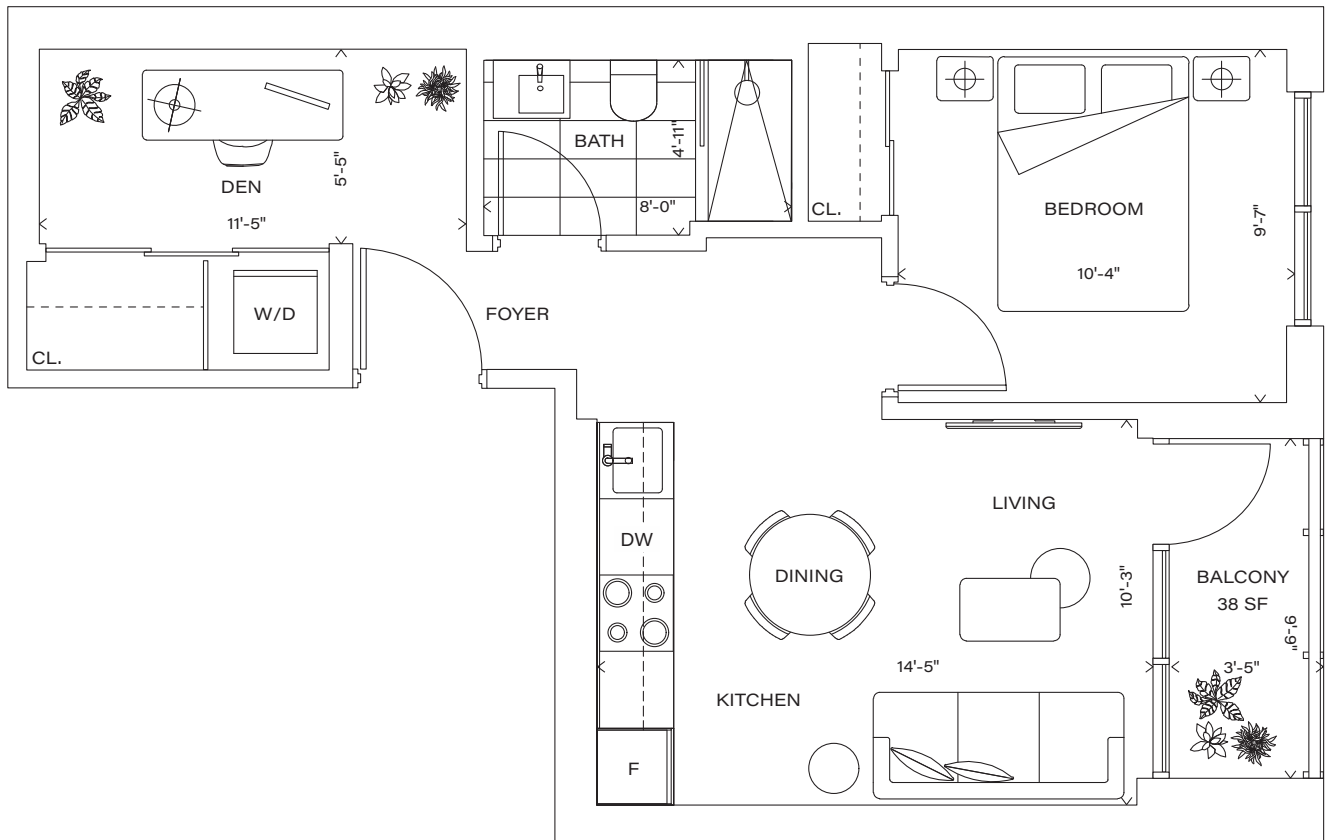 DEN
5'-5"
11'-5"
BATH
4'-11"
8'-0"
CL.
BEDROOM
9'-7"
10'-4"
W/D
CL.
FOYER
LIVING
DW
DINING
10'-3"
BALCONY
38 SF
9'-9"
14'-5"
3'-5"
KITCHEN
F